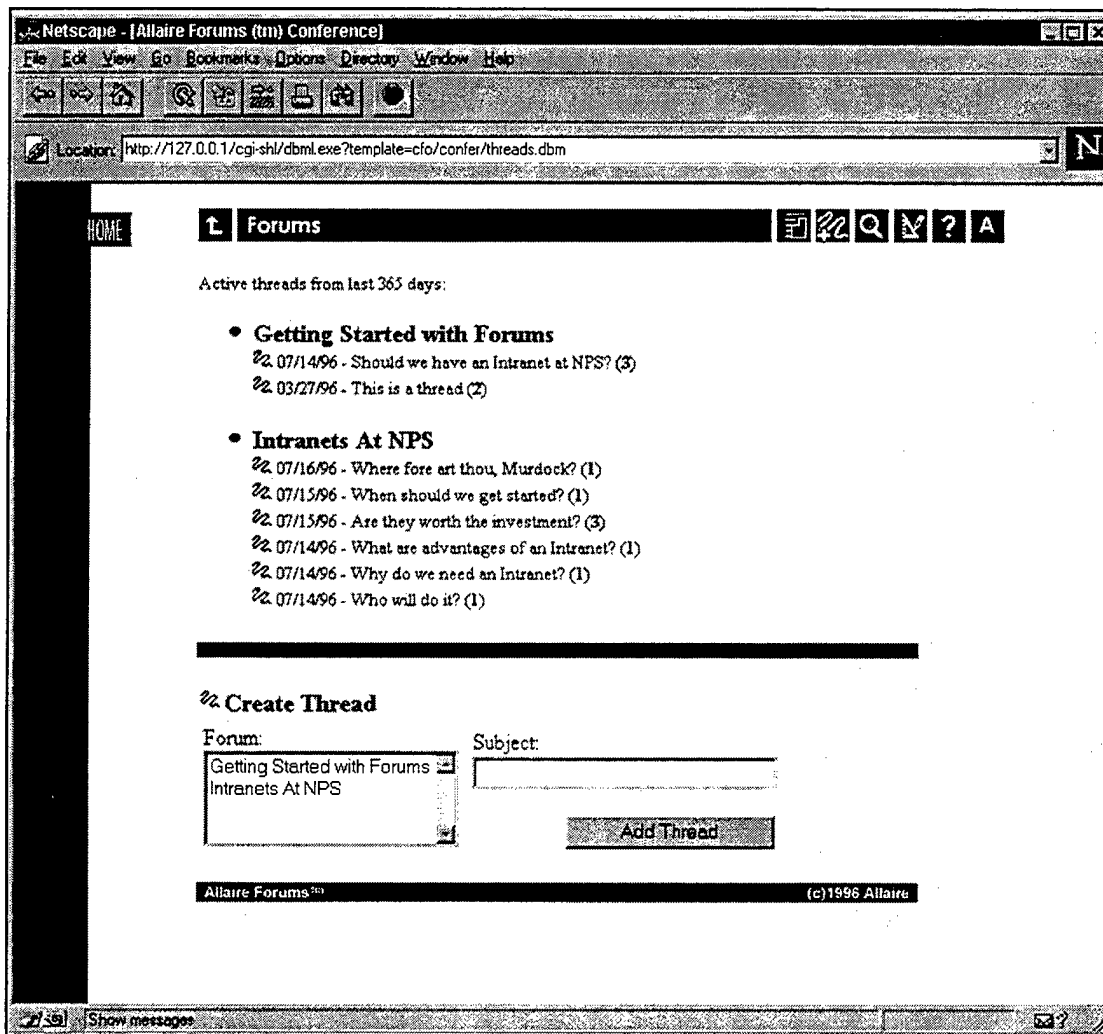 Netscape - [Allaire Forums (tm) Conference]
File Edit View Go Bookmarks Options Directory Window Help
Location: http://127.0.0.1/cgi-shl/dbml.exe?template=cfo/confer/threads.dbm
N
HOME
Forums ? A
Active threads from last 365 days:
Getting Started with Forums
07/14/96 - Should we have an Intranet at NPS? (3)
03/27/96 - This is a thread (2)
Intranets At NPS
07/16/96 - Where fore art thou, Murdock? (1)
07/15/96 - When should we get started? (1)
07/15/96 - Are they worth the investment? (3)
07/14/96 - What are advantages of an Intranet? (1)
07/14/96 - Why do we need an Intranet? (1)
07/14/96 - Who will do it? (1)
Create Thread
Forum:
Subject:
Getting Started with Forums
Intranets At NPS
Add Thread
Allaire Forums tm
(c)1996 Allaire
Show messages
?